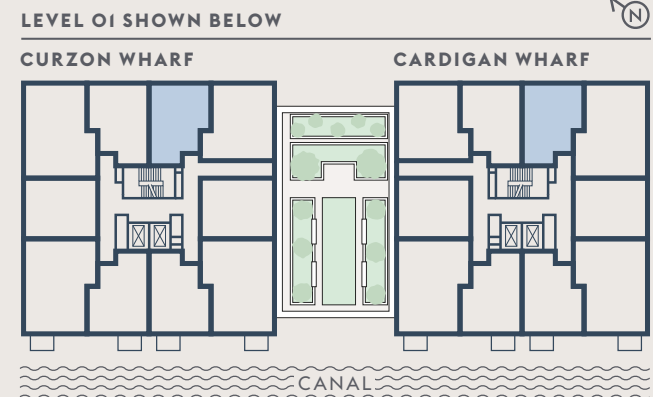 LEVEL 01 SHOWN BELOW
N
CURZON WHARF
CARDIGAN WHARF
CANAL